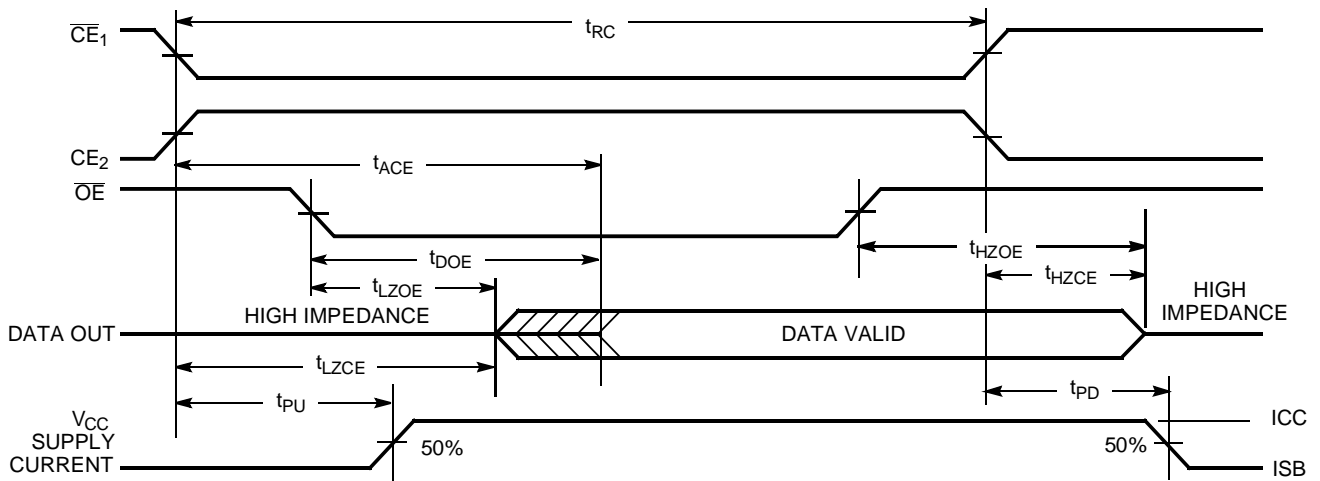 tRC
CE1
CE2
tACE
OE
tHZOE
tDOE
tHZCE
tLZOE
HIGH IMPEDANCE
HIGH
IMPEDANCE
DATA OUT
DATA VALID
tLZCE
tPU
tPD
VCC
SUPPLY
CURRENT
50%
50%
ICC
ISB